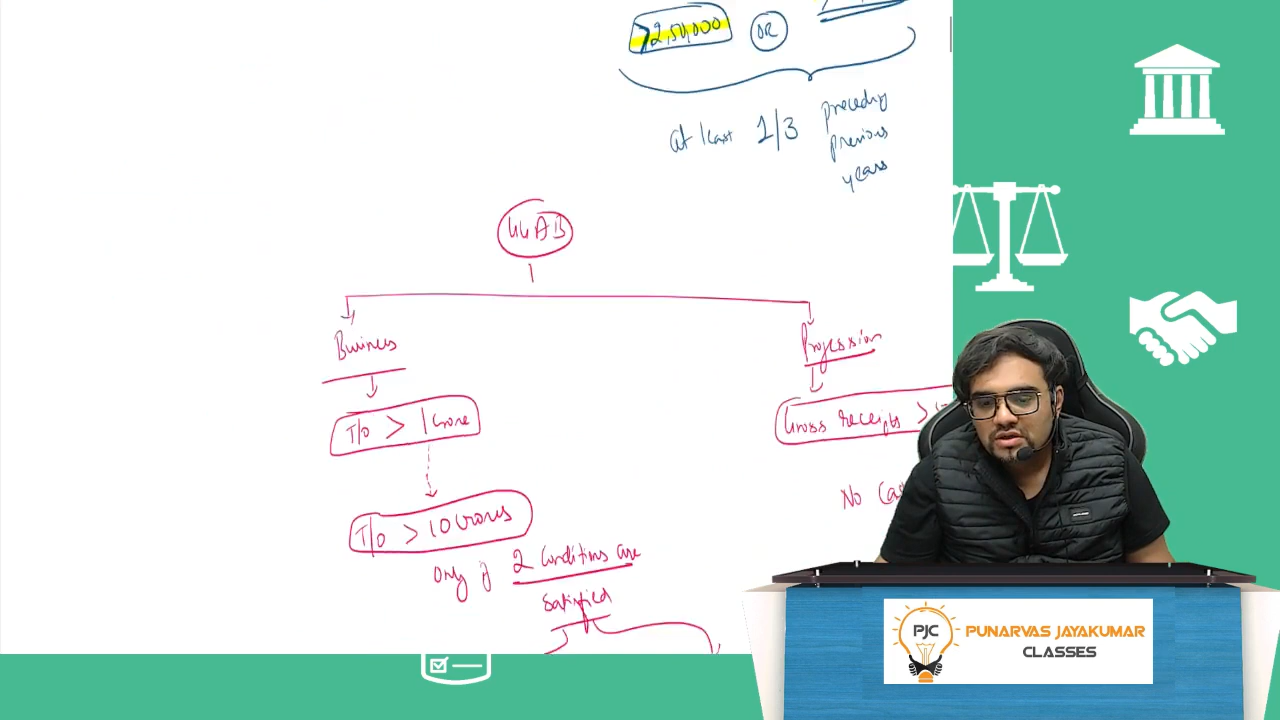 >2,50,000 OR
at least 1/3 preceding
previous
years
44AB
Business
Profession
T/o > 1 crore
Gross receipts >
No Cas
T/o > 10 crores
only if 2 conditions are
satisfied
PJC PUNARVAS JAYAKUMAR
CLASSES